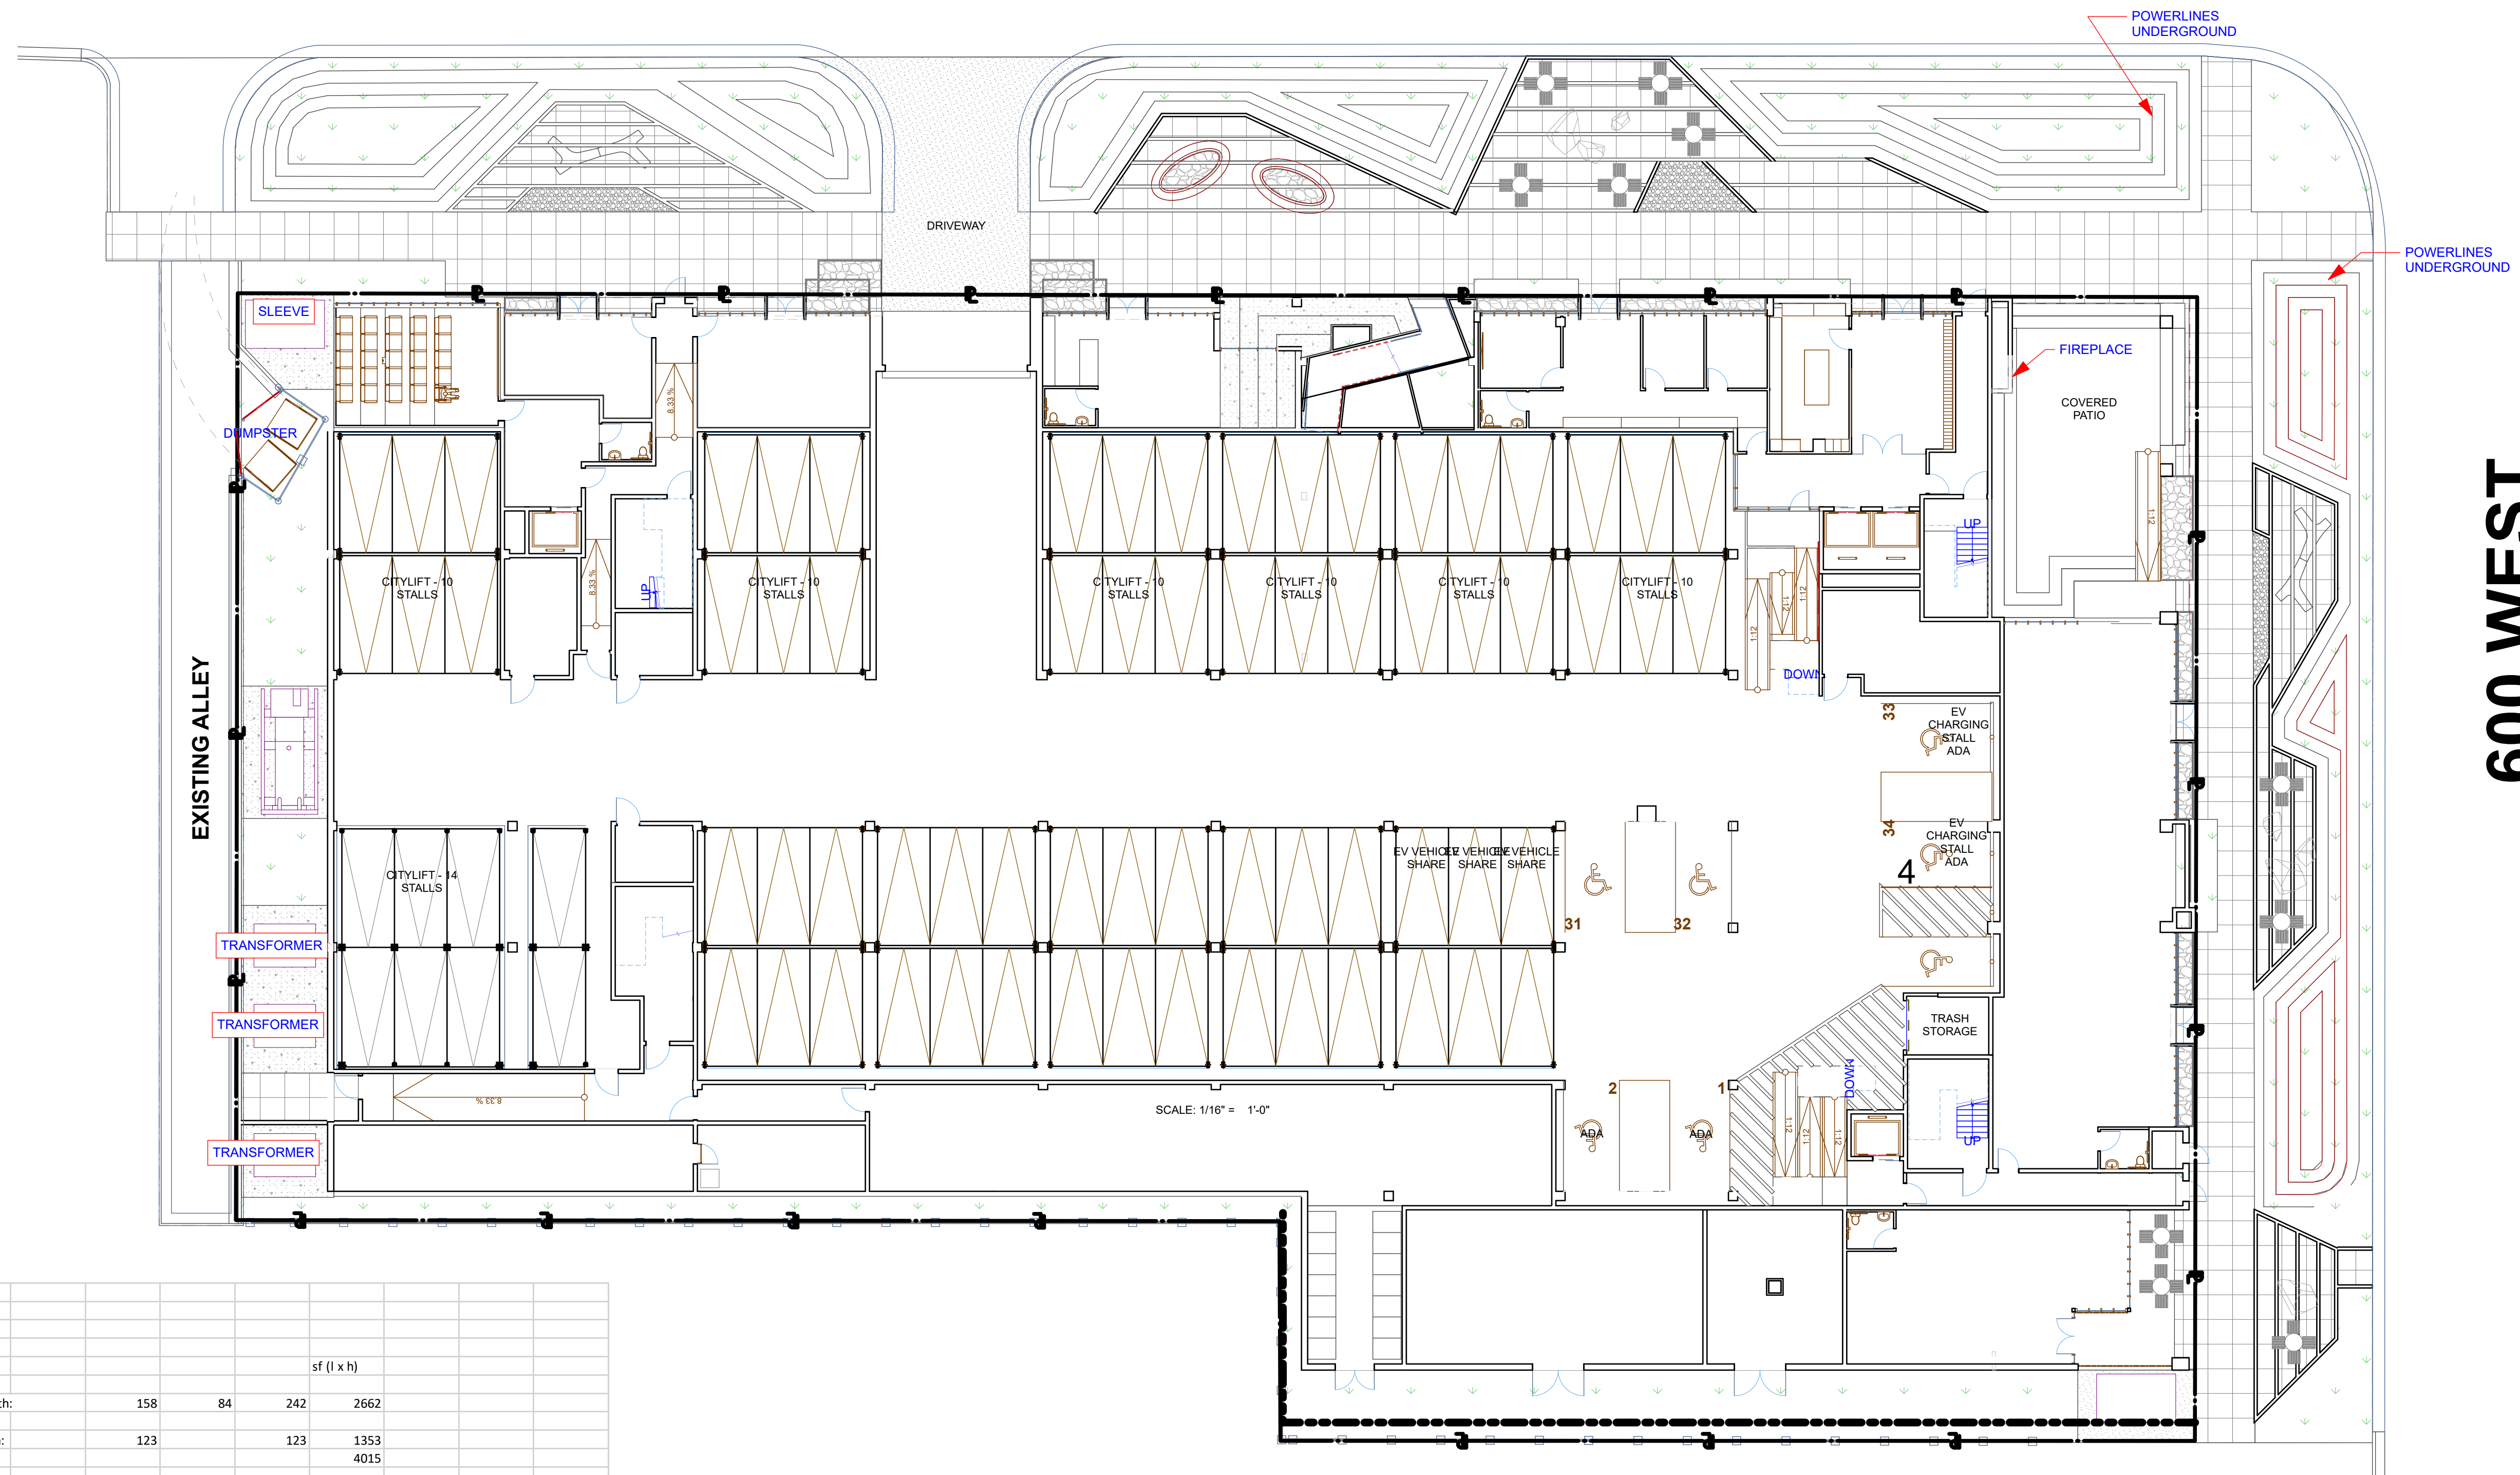 POWERLINES
UNDERGROUND
DRIVEWAY
POWERLINES
UNDERGROUND
SLEEVE
FIREPLACE
8.33 %
COVERED
PATIO
DUMPSTER
600 WEST
1:12
UP
CITYLIFT - 10
STALLS
8.33 %
UP
CITYLIFT - 10
STALLS
CITYLIFT - 10
STALLS
CITYLIFT - 10
STALLS
CITYLIFT - 10
STALLS
CITYLIFT - 10
STALLS
1:12
1:12
1:12
DOWN
EXISTING ALLEY
33
EV
CHARGING
STALL
ADA
34
EV
CHARGING
STALL
ADA
4
EV VEHICLE
SHARE
EV VEHICLE
SHARE
EV VEHICLE
SHARE
CITYLIFT - 14
STALLS
31
32
TRANSFORMER
TRANSFORMER
TRASH
STORAGE
DOWN
2
1
8.33 %
SCALE: 1/16" = 1'-0"
ADA
ADA
1:12
1:12
1:12
UP
TRANSFORMER
sf (l x h)
158 84 242 2662
123 123 1353
4015